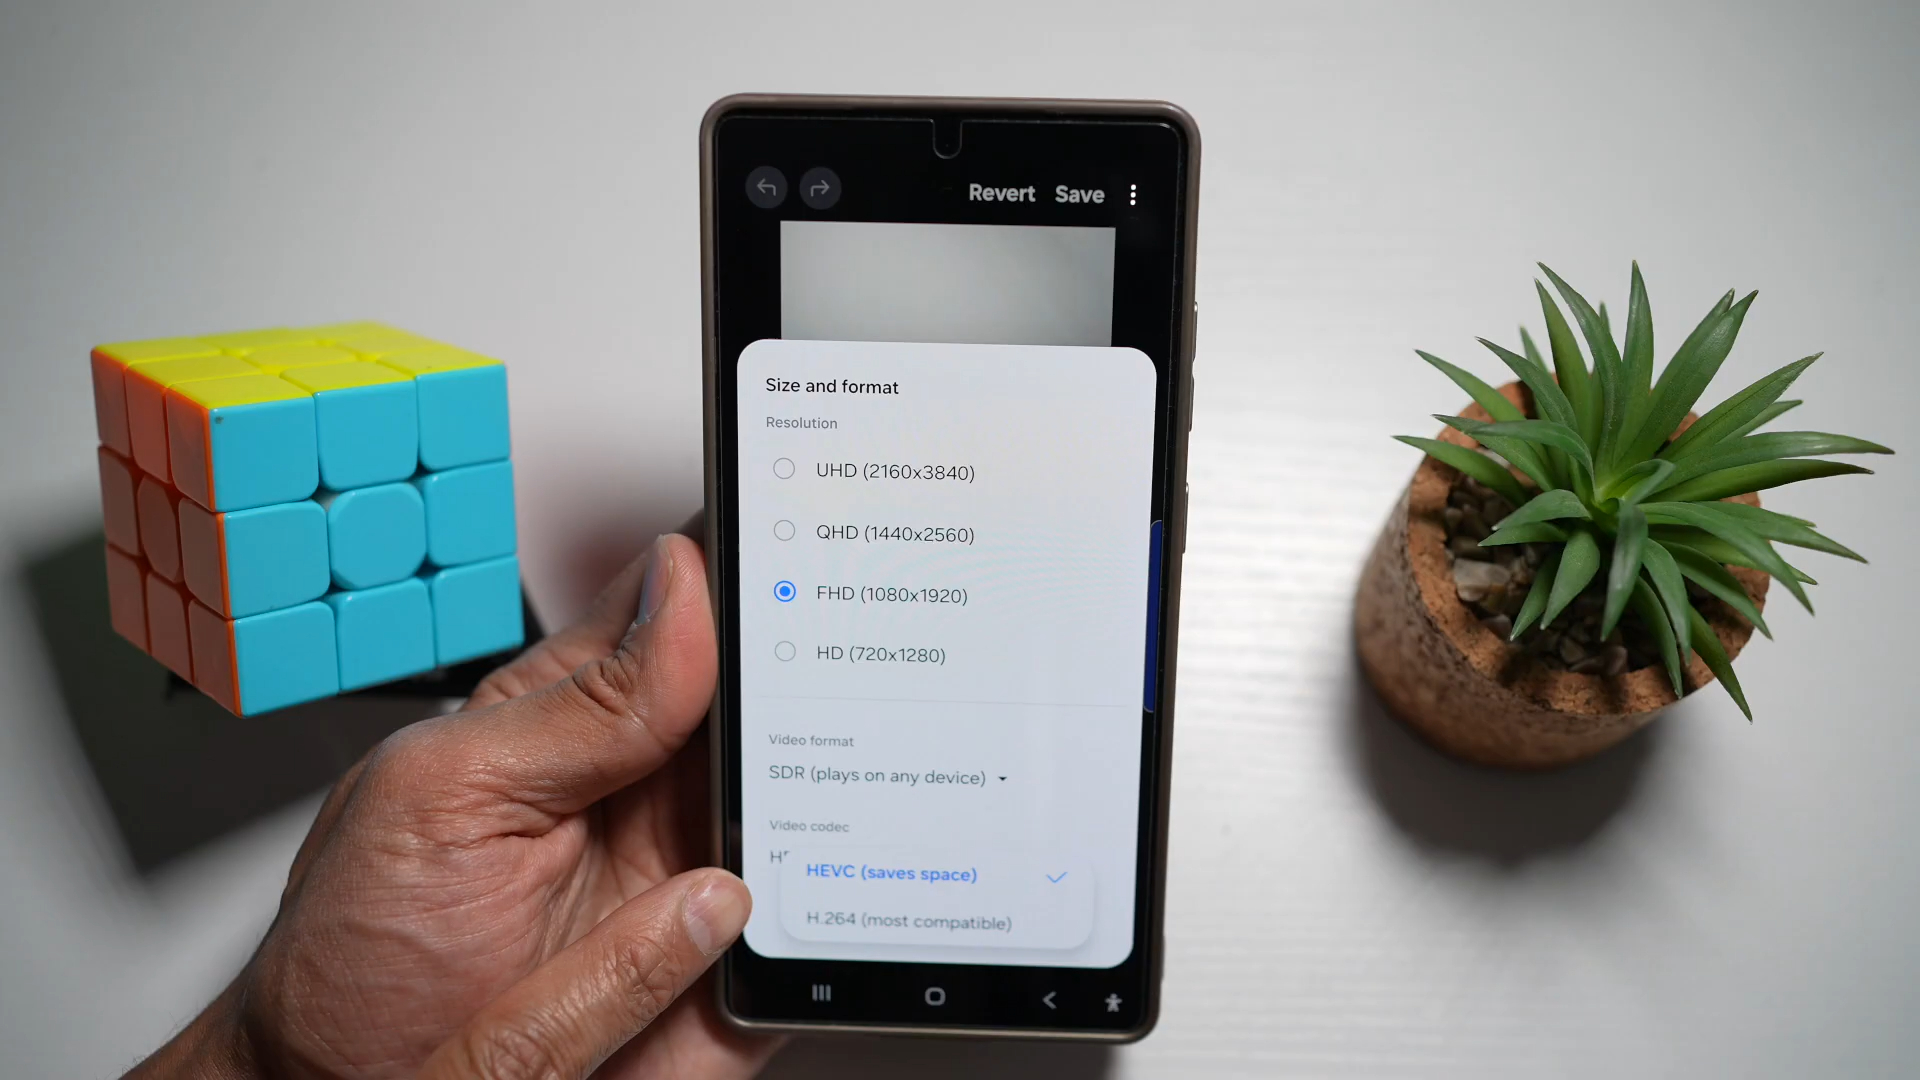 Revert Save
Size and format
Resolution
UHD (2160x3840)
QHD (1440x2560)
FHD (1080x1920)
HD (720x1280)
Video format
SDR (plays on any device)
Video codec
HEVC (saves space)
H.264 (most compatible)